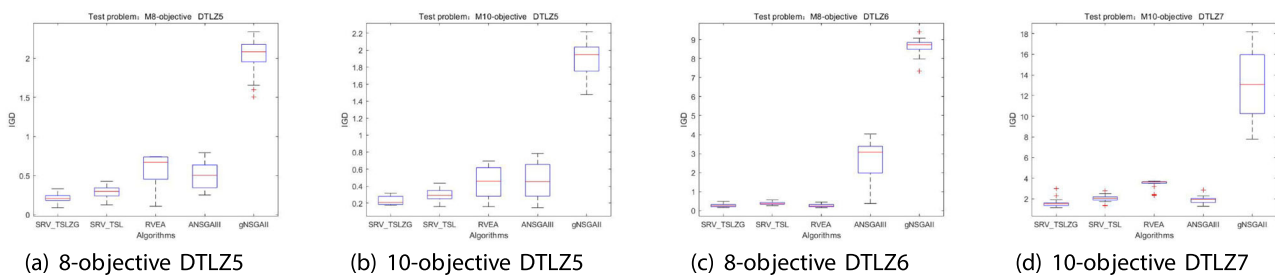 Test problem：M8-objective DTLZ5
IGD
2
1.5
1
0.5
0
SRV_TSLZG SRV_TSL RVEA ANSGAIII gNSGAII
Algorithms
(a) 8-objective DTLZ5
Test problem：M10-objective DTLZ5
IGD
2.2
2
1.8
1.6
1.4
1.2
1
0.8
0.6
0.4
0.2
SRV_TSLZG SRV_TSL RVEA ANSGAIII gNSGAII
Algorithms
(b) 10-objective DTLZ5
Test problem：M8-objective DTLZ6
IGD
9
8
7
6
5
4
3
2
1
0
SRV_TSLZG SRV_TSL RVEA ANSGAIII gNSGAII
Algorithms
(c) 8-objective DTLZ6
Test problem：M10-objective DTLZ7
IGD
18
16
14
12
10
8
6
4
2
SRV_TSLZG SRV_TSL RVEA ANSGAIII gNSGAII
Algorithms
(d) 10-objective DTLZ7